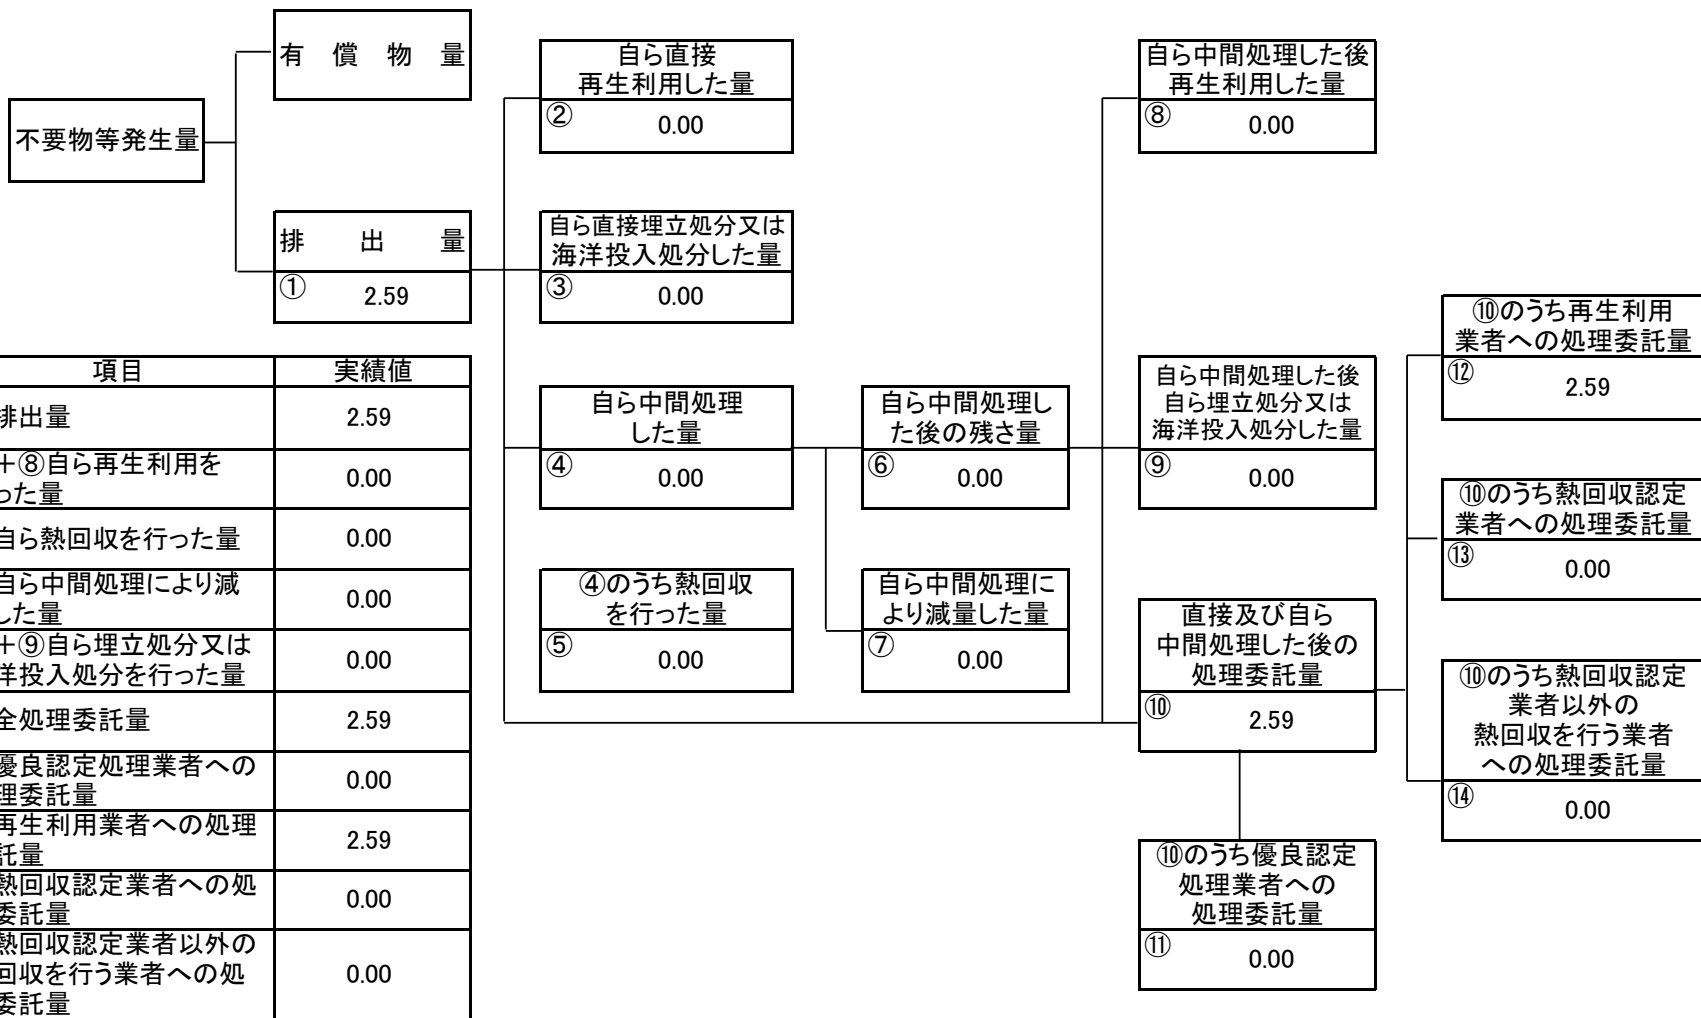 有償物量
不要物等発生量
排出量
①
2.59
自ら直接
再生利用した量
②
0.00
自ら直接埋立処分又は
海洋投入処分した量
③
0.00
自ら中間処理
した量
④
0.00
④のうち熱回収
を行った量
⑤
0.00
自ら中間処理し
た後の残さ量
⑥
0.00
自ら中間処理に
より減量した量
⑦
0.00
自ら中間処理した後
再生利用した量
⑧
0.00
自ら中間処理した後
自ら埋立処分又は
海洋投入処分した量
⑨
0.00
直接及び自ら
中間処理した後の
処理委託量
⑩
2.59
⑩のうち優良認定
処理業者への
処理委託量
⑪
0.00
⑩のうち再生利用
業者への処理委託量
⑫
2.59
⑩のうち熱回収認定
業者への処理委託量
⑬
0.00
⑩のうち熱回収認定
業者以外の
熱回収を行う業者
への処理委託量
⑭
0.00
項目 実績値
排出量 2.59
＋⑧自ら再生利用を
った量
0.00
自ら熱回収を行った量 0.00
自ら中間処理により減
した量
0.00
＋⑨自ら埋立処分又は
洋投入処分を行った量
0.00
全処理委託量 2.59
優良認定処理業者への
理委託量
0.00
再生利用業者への処理
託量
2.59
熱回収認定業者への処
委託量
0.00
熱回収認定業者以外の
回収を行う業者への処
委託量
0.00